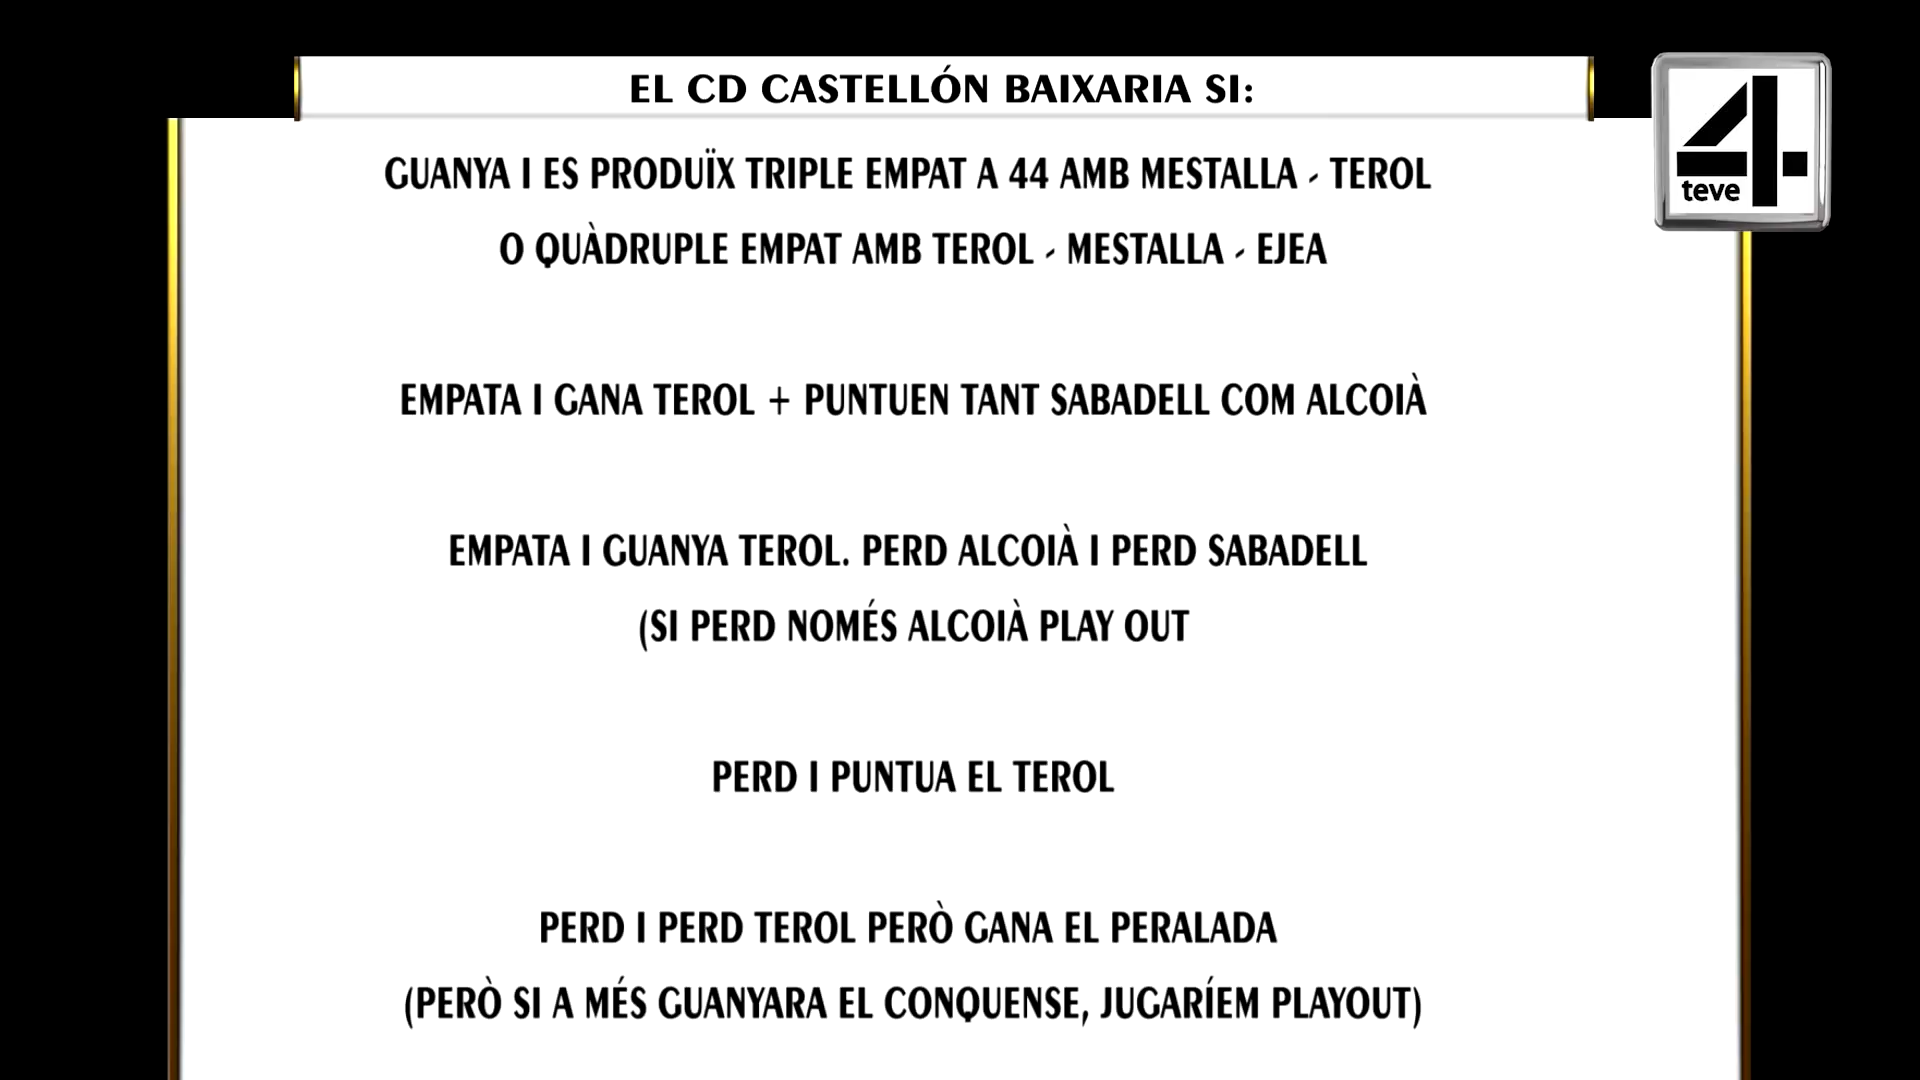 EL CD CASTELLÓN BAIXARIA SI:
4
teve
GUANYA I ES PRODUÏX TRIPLE EMPAT A 44 AMB MESTALLA - TEROL
O QUÀDRUPLE EMPAT AMB TEROL - MESTALLA - EJEA
EMPATA I GANA TEROL + PUNTUEN TANT SABADELL COM ALCOIÀ
EMPATA I GUANYA TEROL. PERD ALCOIÀ I PERD SABADELL
(SI PERD NOMÉS ALCOIÀ PLAY OUT
PERD I PUNTUA EL TEROL
PERD I PERD TEROL PERÒ GANA EL PERALADA
(PERÒ SI A MÉS GUANYARA EL CONQUENSE, JUGARÍEM PLAYOUT)